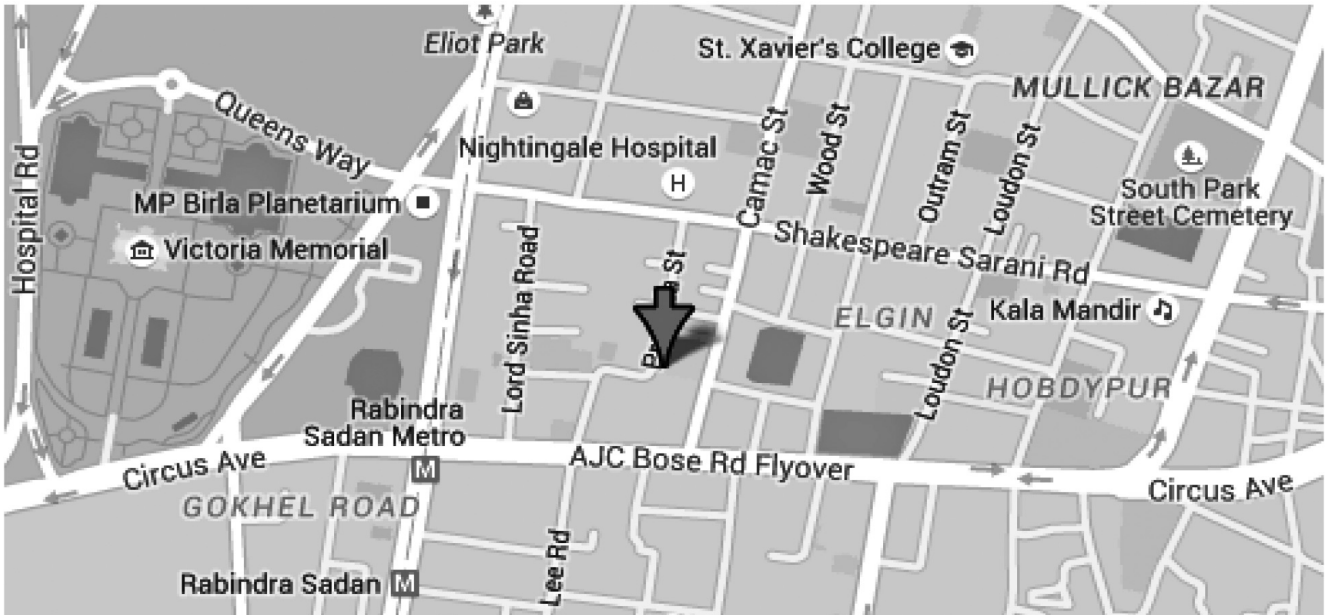 Eliot Park
St. Xavier's College
MULLICK BAZAR
Queens Way
Hospital Rd
Nightingale Hospital
H
Camac St
Wood St
Outram St
Loudon St
South Park
Street Cemetery
MP Birla Planetarium
Victoria Memorial
Lord Sinha Road
Shakespeare Sarani Rd
ELGIN
Kala Mandir
Loudon St
HOBDYPUR
Rabindra
Sadan Metro
M
Circus Ave
AJC Bose Rd Flyover
Circus Ave
GOKHEL ROAD
Lee Rd
Rabindra Sadan M